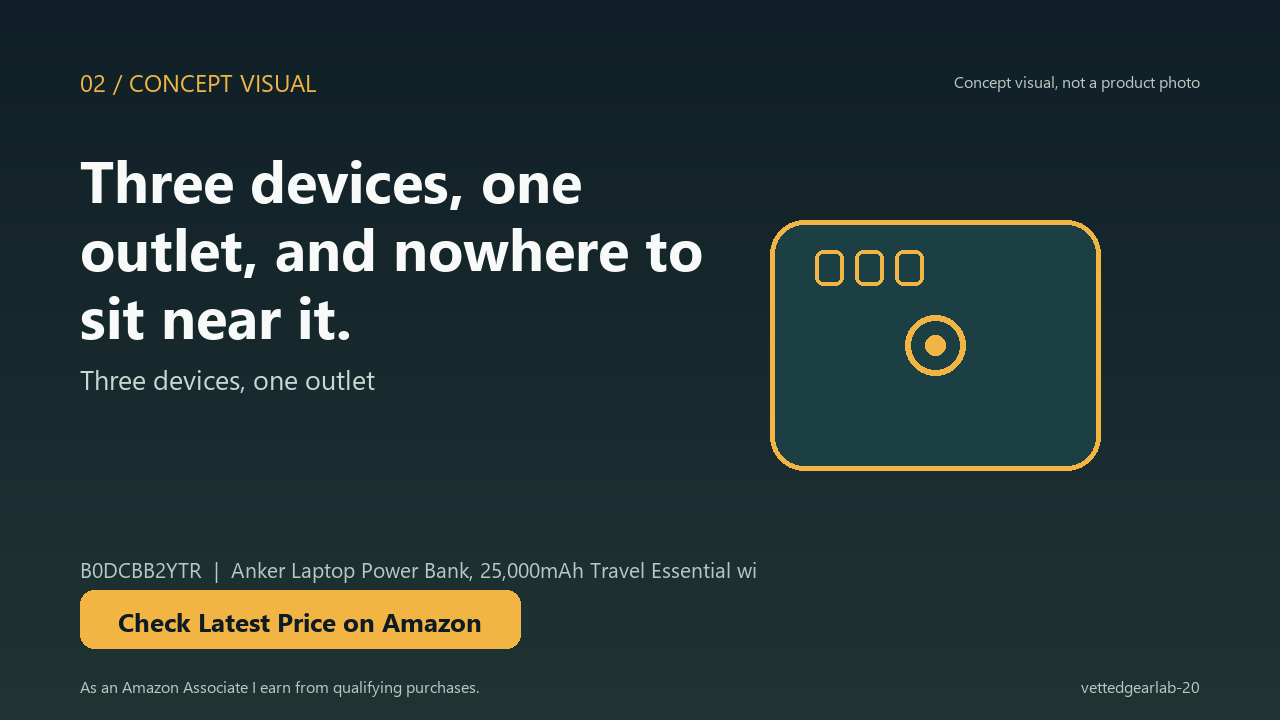 02 / CONCEPT VISUAL
Concept visual, not a product photo
Three devices, one
outlet, and nowhere to
sit near it.
Three devices, one outlet
B0DCBB2YTR | Anker Laptop Power Bank, 25,000mAh Travel Essential wi
Check Latest Price on Amazon
As an Amazon Associate I earn from qualifying purchases.
vettedgearlab-20